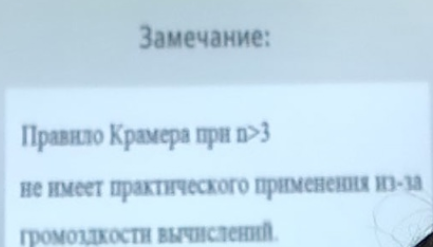 Замечание:
Правило Крамера при n>3
не имеет практического применения из-за
громоздкости вычислений.